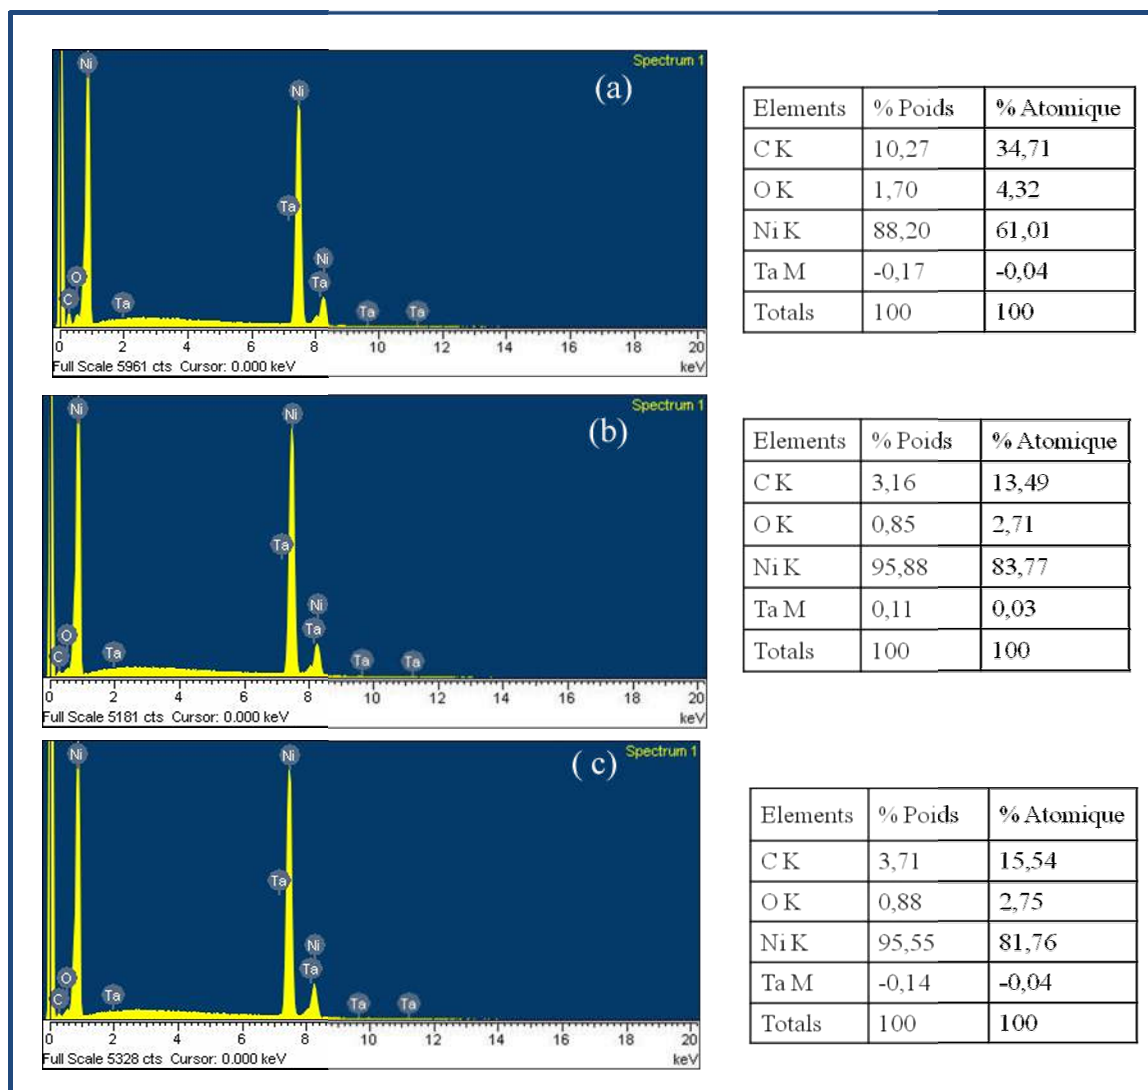 Spectrum 1
(a)
Ni
Ni
Ta
Ni
O
Ta
C
Ta
Ta
Ta
0 2 4 6 8 10 12 14 16 18 20
Full Scale 5961 cts Cursor: 0.000 keV keV
Elements % Poids % Atomique
C K 10,27 34,71
O K 1,70 4,32
Ni K 88,20 61,01
Ta M -0,17 -0,04
Totals 100 100
Spectrum 1
(b)
Ni
Ni
Ta
Ni
O
Ta
C
Ta
Ta
Ta
0 2 4 6 8 10 12 14 16 18 20
Full Scale 5181 cts Cursor: 0.000 keV keV
Elements % Poids % Atomique
C K 3,16 13,49
O K 0,85 2,71
Ni K 95,88 83,77
Ta M 0,11 0,03
Totals 100 100
Spectrum 1
( c)
Ni
Ni
Ta
Ni
O
Ta
C
Ta
Ta
Ta
0 2 4 6 8 10 12 14 16 18 20
Full Scale 5328 cts Cursor: 0.000 keV keV
Elements % Poids % Atomique
C K 3,71 15,54
O K 0,88 2,75
Ni K 95,55 81,76
Ta M -0,14 -0,04
Totals 100 100